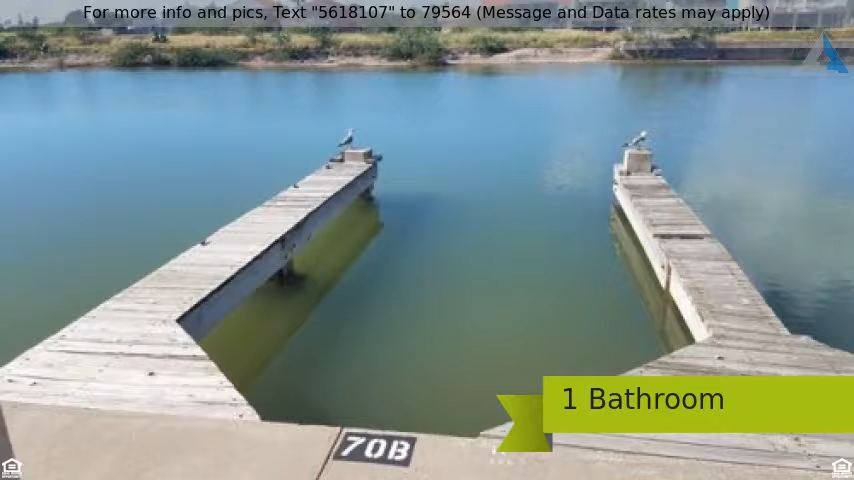 For more info and pics, Text "5618107" to 79564 (Message and Data rates may apply)
1 Bathroom
70B